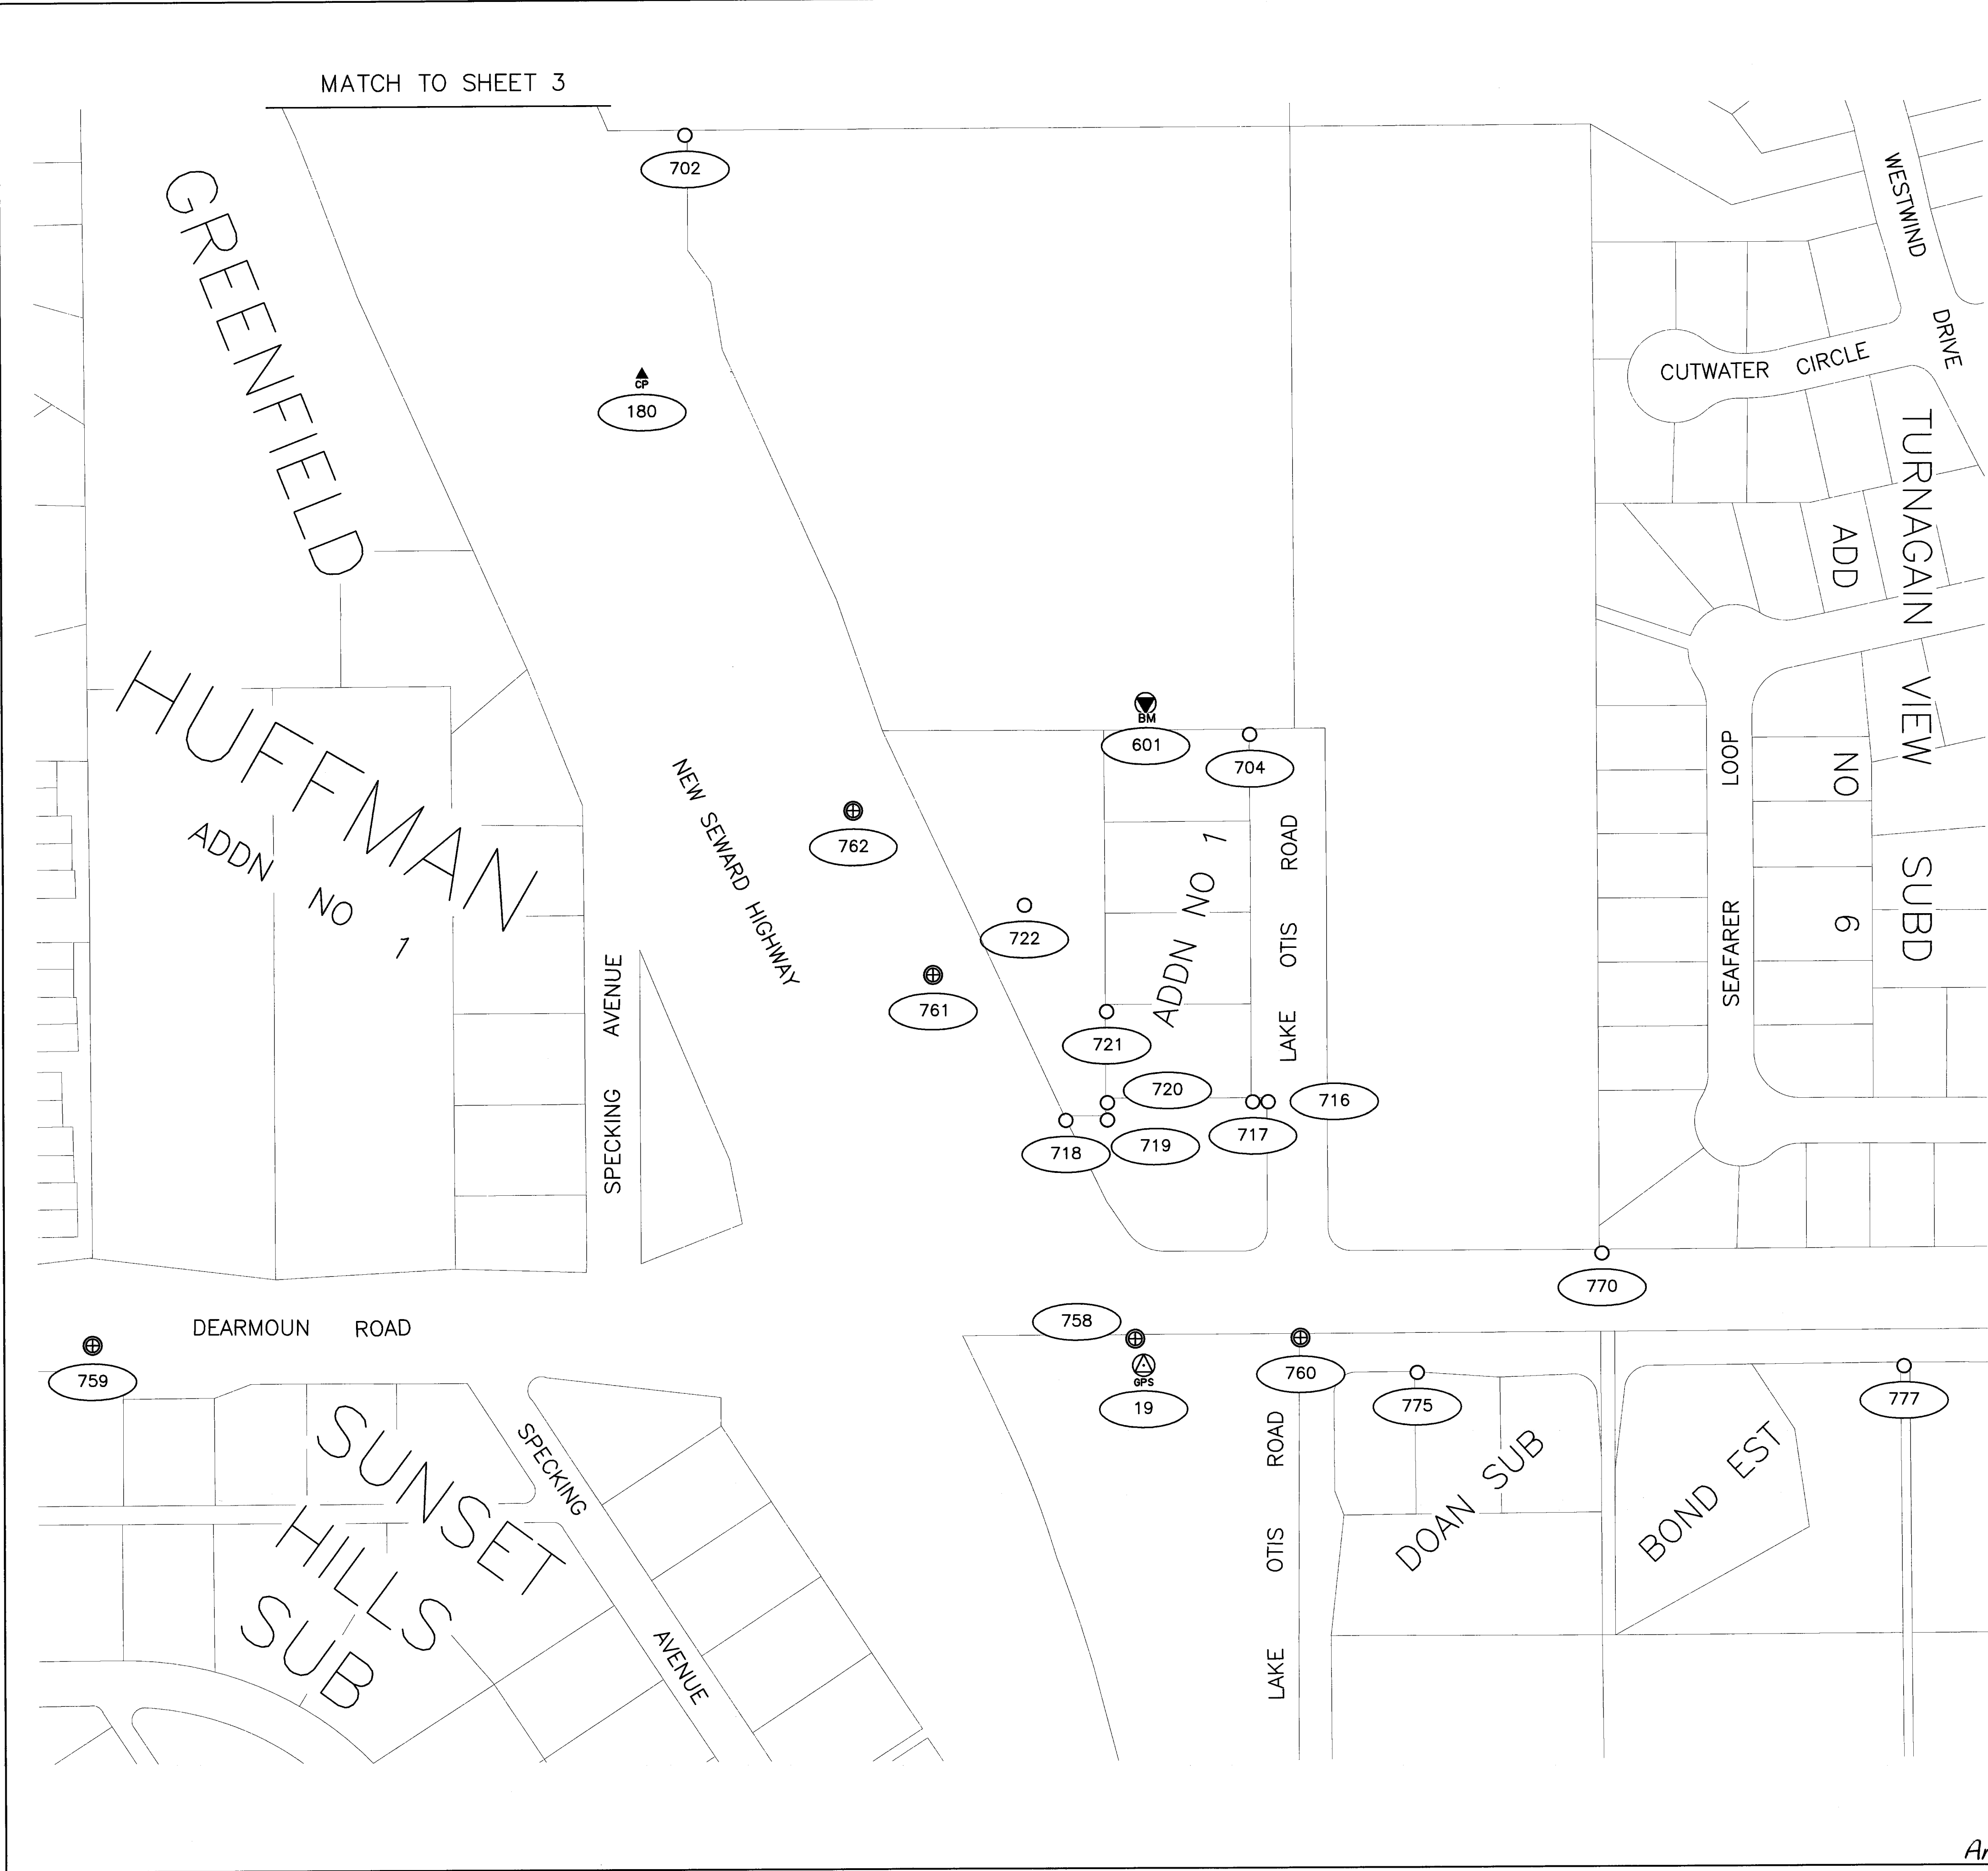 MATCH TO SHEET 3
702
GREENFIELD
WESTWIND DRIVE
CUTWATER CIRCLE
CP
180
TURNAGAIN VIEW SUBD
ADD NO 6
HUFFMAN
ADDN NO 1
NEW SEWARD HIGHWAY
BM
601
704
762
722
761
721
720
716
717
719
718
ADDN NO 1
LAKE OTIS ROAD
SEAFARER LOOP
SPECKING AVENUE
770
DEARMOUN ROAD
759
758
GPS
19
760
775
777
SUNSET
HILLS
SUB
SPECKING AVENUE
LAKE OTIS ROAD
DOAN SUB
BOND EST